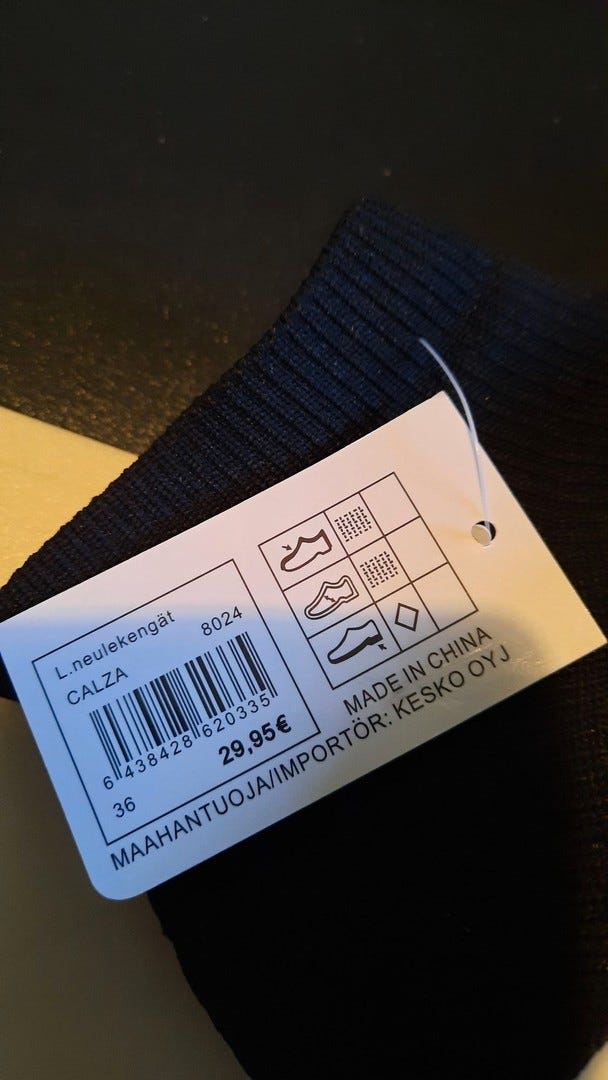 L.neulekengät
8024
CALZA
6 438428 620335
29,95€
36
MADE IN CHINA
MAAHANTUOJA/IMPORTÖR: KESKO OYJ